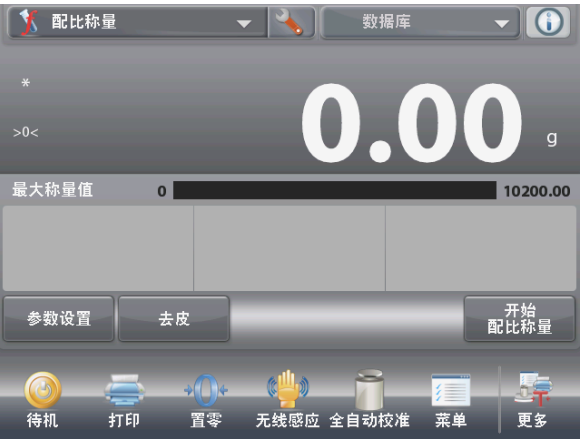 配比称量
数据库
*
>0<
0.00 g
最大称量值 0 10200.00
参数设置
去皮
开始
配比称量
待机
打印
置零
无线感应
全自动校准
菜单
更多